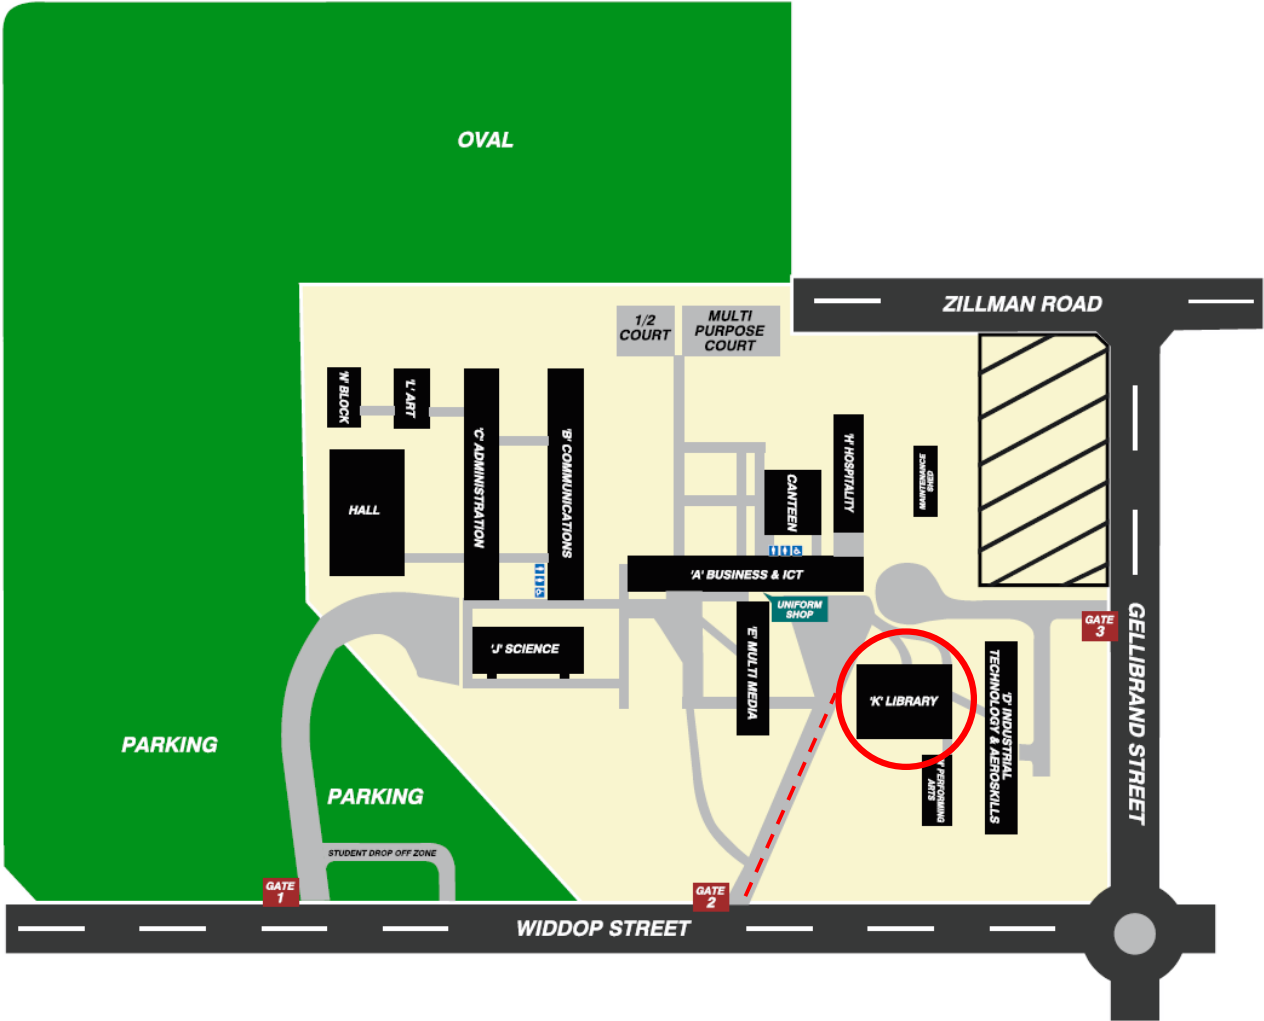 OVAL
ZILLMAN ROAD
1/2
COURT
MULTI
PURPOSE
COURT
'N' BLOCK
'L' ART
'C' ADMINISTRATION
'B' COMMUNICATIONS
HALL
CANTEEN
'H' HOSPITALITY
MAINTENANCE
SHED
'A' BUSINESS & ICT
UNIFORM
SHOP
GATE
3
GELLIBRAND STREET
'J' SCIENCE
'E' MULTI MEDIA
'K' LIBRARY
'D' INDUSTRIAL
TECHNOLOGY & AEROSKILLS
PERFORMING
ARTS
PARKING
PARKING
STUDENT DROP OFF ZONE
GATE
1
GATE
2
WIDDOP STREET